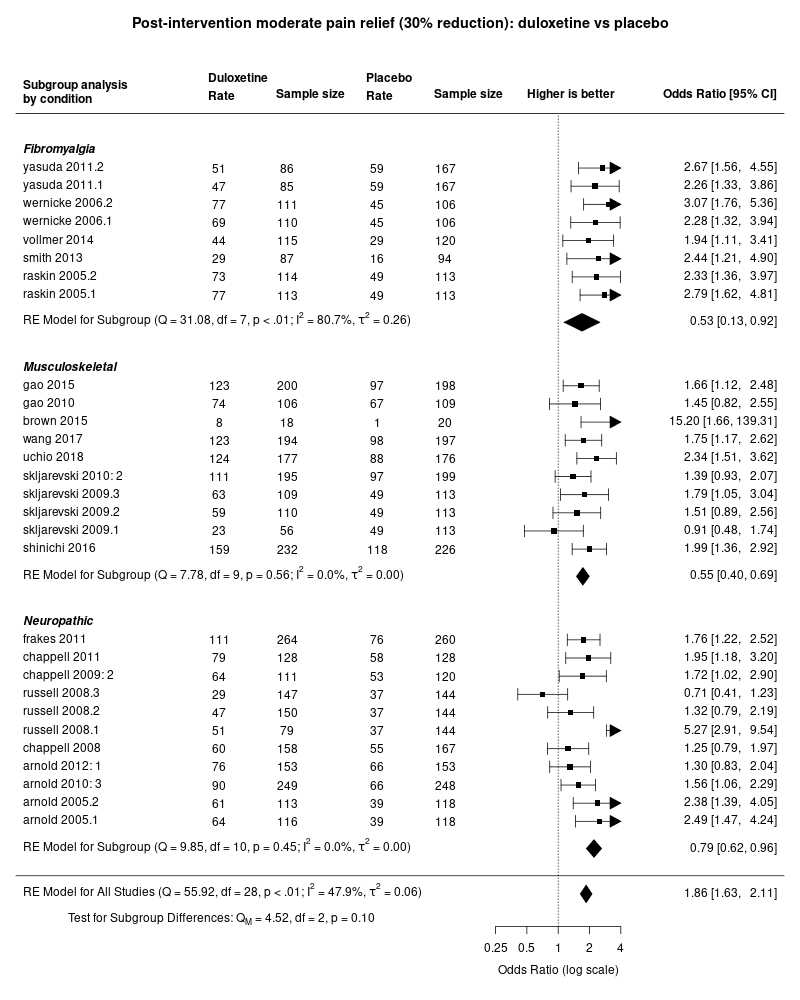 Post-intervention moderate pain relief (30% reduction): duloxetine vs placebo
Duloxetine Placebo
Subgroup analysis by condition Rate Sample size Rate Sample size Higher is better Odds Ratio [95% CI]
Fibromyalgia
yasuda 2011.2 51 86 59 167 2.67 [1.56, 4.55]
yasuda 2011.1 47 85 59 167 2.26 [1.33, 3.86]
wernicke 2006.2 77 111 45 106 3.07 [1.76, 5.36]
wernicke 2006.1 69 110 45 106 2.28 [1.32, 3.94]
vollmer 2014 44 115 29 120 1.94 [1.11, 3.41]
smith 2013 29 87 16 94 2.44 [1.21, 4.90]
raskin 2005.2 73 114 49 113 2.33 [1.36, 3.97]
raskin 2005.1 77 113 49 113 2.79 [1.62, 4.81]
RE Model for Subgroup (Q = 31.08, df = 7, p < .01; I² = 80.7%, τ² = 0.26) 0.53 [0.13, 0.92]
Musculoskeletal
gao 2015 123 200 97 198 1.66 [1.12, 2.48]
gao 2010 74 106 67 109 1.45 [0.82, 2.55]
brown 2015 8 18 1 20 15.20 [1.66, 139.31]
wang 2017 123 194 98 197 1.75 [1.17, 2.62]
uchio 2018 124 177 88 176 2.34 [1.51, 3.62]
skljarevski 2010: 2 111 195 97 199 1.39 [0.93, 2.07]
skljarevski 2009.3 63 109 49 113 1.79 [1.05, 3.04]
skljarevski 2009.2 59 110 49 113 1.51 [0.89, 2.56]
skljarevski 2009.1 23 56 49 113 0.91 [0.48, 1.74]
shinichi 2016 159 232 118 226 1.99 [1.36, 2.92]
RE Model for Subgroup (Q = 7.78, df = 9, p = 0.56; I² = 0.0%, τ² = 0.00) 0.55 [0.40, 0.69]
Neuropathic
frakes 2011 111 264 76 260 1.76 [1.22, 2.52]
chappell 2011 79 128 58 128 1.95 [1.18, 3.20]
chappell 2009: 2 64 111 53 120 1.72 [1.02, 2.90]
russell 2008.3 29 147 37 144 0.71 [0.41, 1.23]
russell 2008.2 47 150 37 144 1.32 [0.79, 2.19]
russell 2008.1 51 79 37 144 5.27 [2.91, 9.54]
chappell 2008 60 158 55 167 1.25 [0.79, 1.97]
arnold 2012: 1 76 153 66 153 1.30 [0.83, 2.04]
arnold 2010: 3 90 249 66 248 1.56 [1.06, 2.29]
arnold 2005.2 61 113 39 118 2.38 [1.39, 4.05]
arnold 2005.1 64 116 39 118 2.49 [1.47, 4.24]
RE Model for Subgroup (Q = 9.85, df = 10, p = 0.45; I² = 0.0%, τ² = 0.00) 0.79 [0.62, 0.96]
RE Model for All Studies (Q = 55.92, df = 28, p < .01; I² = 47.9%, τ² = 0.06) 1.86 [1.63, 2.11]
Test for Subgroup Differences: Q_M = 4.52, df = 2, p = 0.10
0.25 0.5 1 2 4
Odds Ratio (log scale)